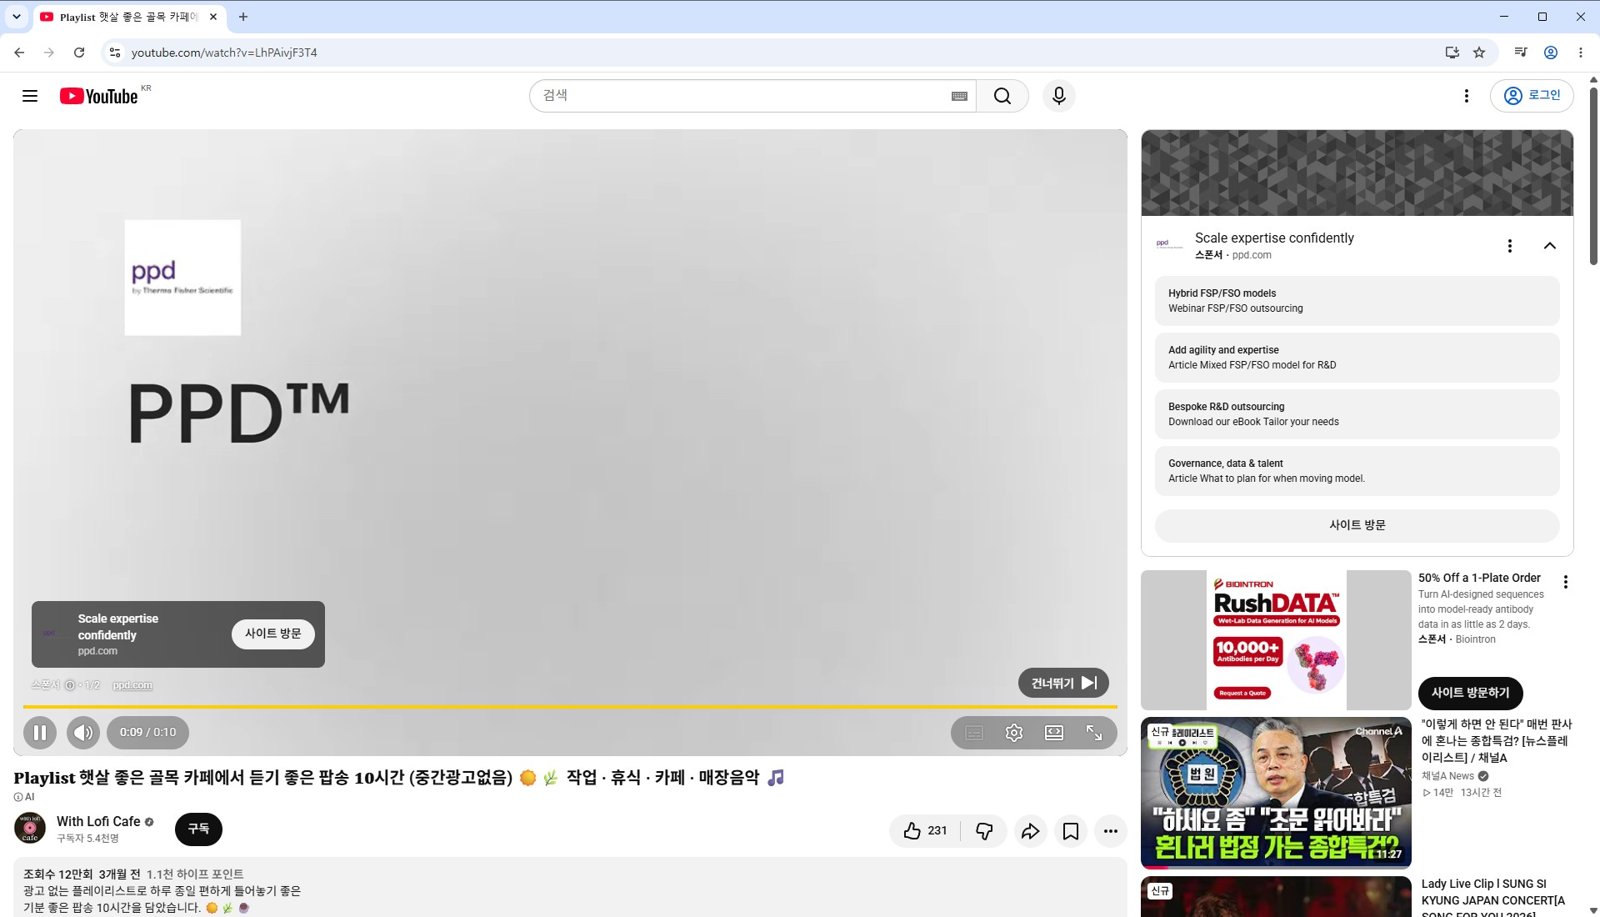 Playlist 햇살 좋은 골목 카페에
youtube.com/watch?v=LhPAivjF3T4
YouTube KR
검색
로그인
ppd
by Thermo Fisher Scientific
PPD™
Scale expertise
confidently
ppd.com
사이트 방문
스폰서 · 1/2 ppd.com
건너뛰기
0:09 / 0:10
Playlist 햇살 좋은 골목 카페에서 듣기 좋은 팝송 10시간 (중간광고없음) 🌼 🌿 작업 · 휴식 · 카페 · 매장음악 🎵
AI
with lofi
cafe
With Lofi Cafe
구독자 5.4천명
구독
231
조회수 12만회 3개월 전 1.1천 하이프 포인트
광고 없는 플레이리스트로 하루 종일 편하게 틀어놓기 좋은
기분 좋은 팝송 10시간을 담았습니다.
ppd
Scale expertise confidently
스폰서 · ppd.com
Hybrid FSP/FSO models
Webinar FSP/FSO outsourcing
Add agility and expertise
Article Mixed FSP/FSO model for R&D
Bespoke R&D outsourcing
Download our eBook Tailor your needs
Governance, data & talent
Article What to plan for when moving model.
사이트 방문
BIOINTRON
RushDATA™
Wet-Lab Data Generation for AI Models
10,000+
Antibodies per Day
Request a Quote
50% Off a 1-Plate Order
Turn AI-designed sequences
into model-ready antibody
data in as little as 2 days.
스폰서 · Biointron
사이트 방문하기
신규
플레이리스트
Channel A
법 원
종합특검
"하세요 좀" "조문 읽어봐라"
혼나러 법정 가는 종합특검?
11:27
"이렇게 하면 안 된다" 매번 판사
에 혼나는 종합특검? [뉴스플레
이리스트] / 채널A
채널A News
14만 13시간 전
신규
Lady Live Clip l SUNG SI
KYUNG JAPAN CONCERT[A
SONG FOR YOU 2026]